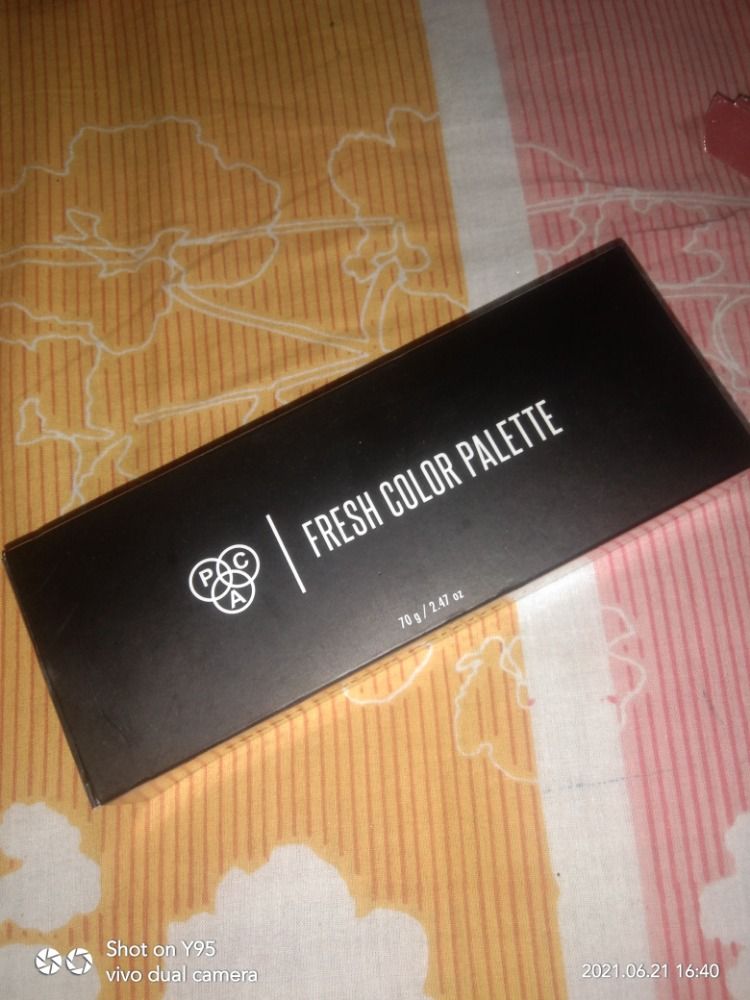 P C
A
FRESH COLOR PALETTE
70 g / 2.47 oz
Shot on Y95
vivo dual camera
2021.06.21 16:40